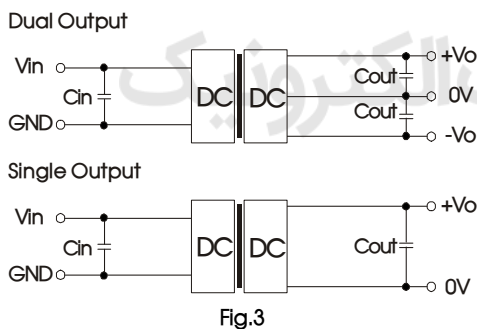 Dual Output
Vin
Cin
GND
DC DC
Cout
Cout
+Vo
0V
-Vo
Single Output
Vin
Cin
GND
DC DC
Cout
+Vo
0V
Fig.3
الکترونیک